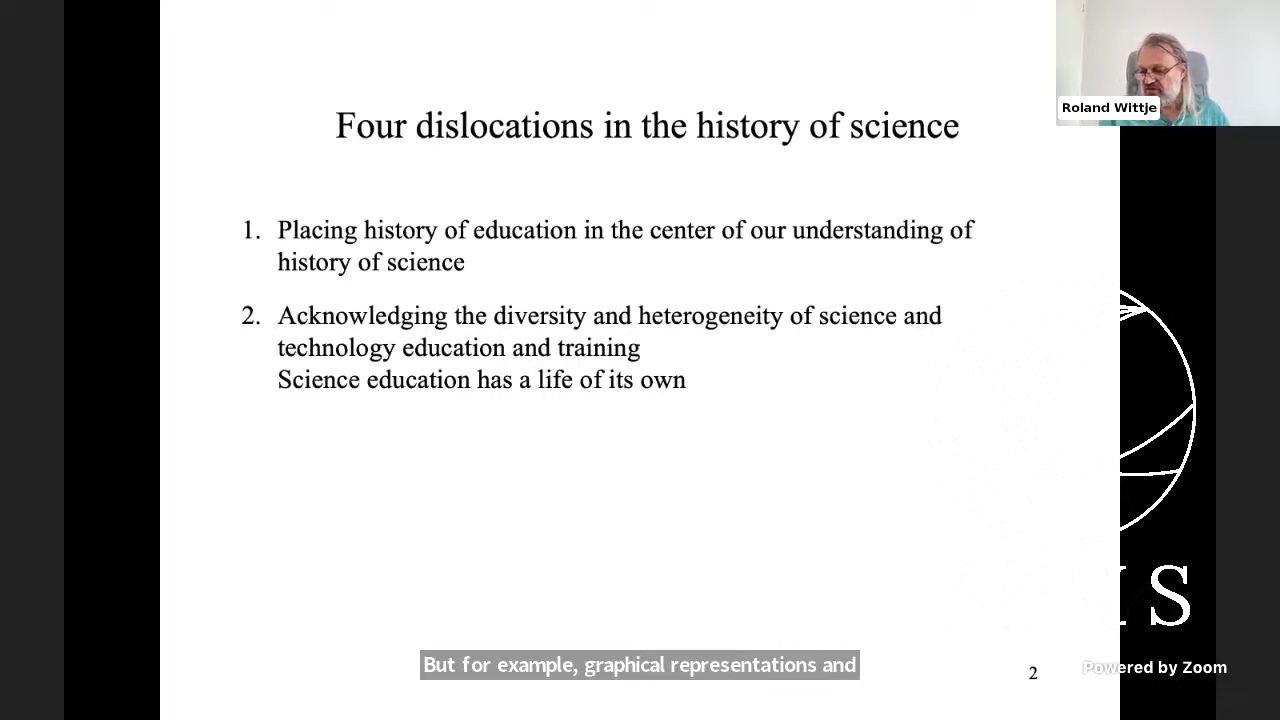 Roland Wittje
Four dislocations in the history of science
1. Placing history of education in the center of our understanding of
history of science
2. Acknowledging the diversity and heterogeneity of science and
technology education and training
Science education has a life of its own
S
But for example, graphical representations and
2
Powered by Zoom